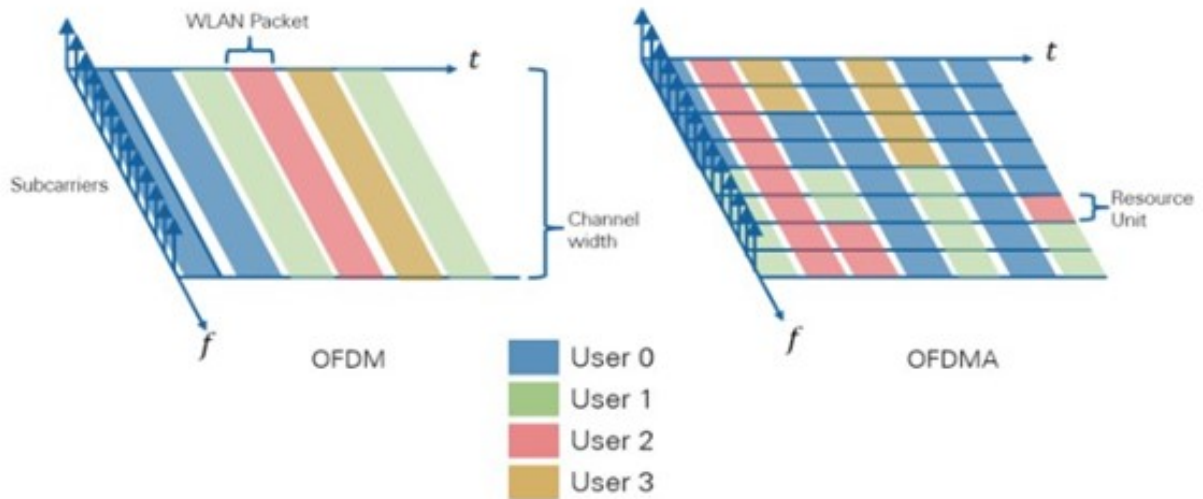 WLAN Packet
t
Subcarriers
Channel
width
f
OFDM
t
Resource
Unit
f
OFDMA
User 0
User 1
User 2
User 3